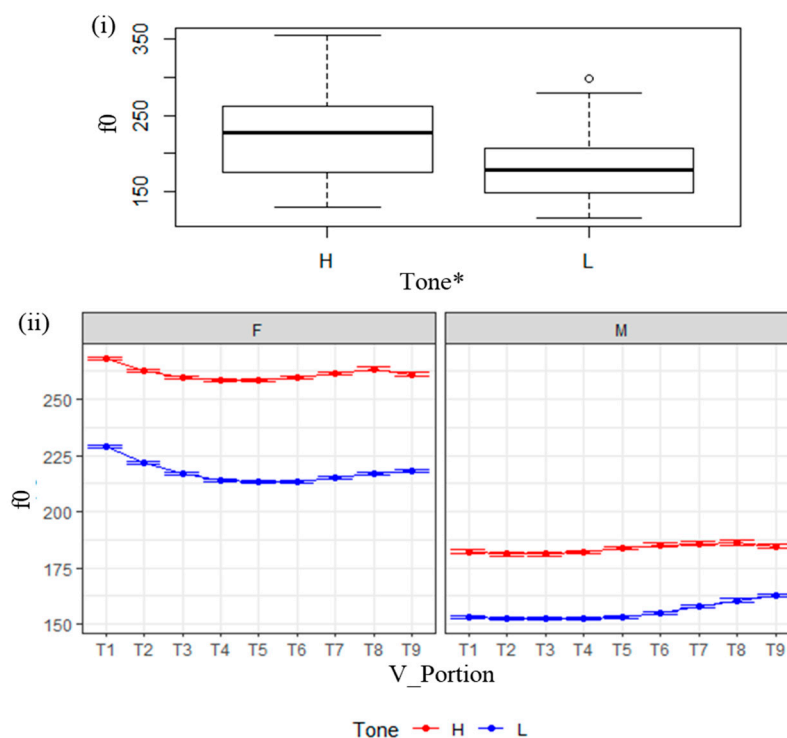 (i)
350
250
150
f0
H L
Tone*
(ii)
F M
250
225
200
175
150
f0
T1 T2 T3 T4 T5 T6 T7 T8 T9 T1 T2 T3 T4 T5 T6 T7 T8 T9
V_Portion
Tone H L